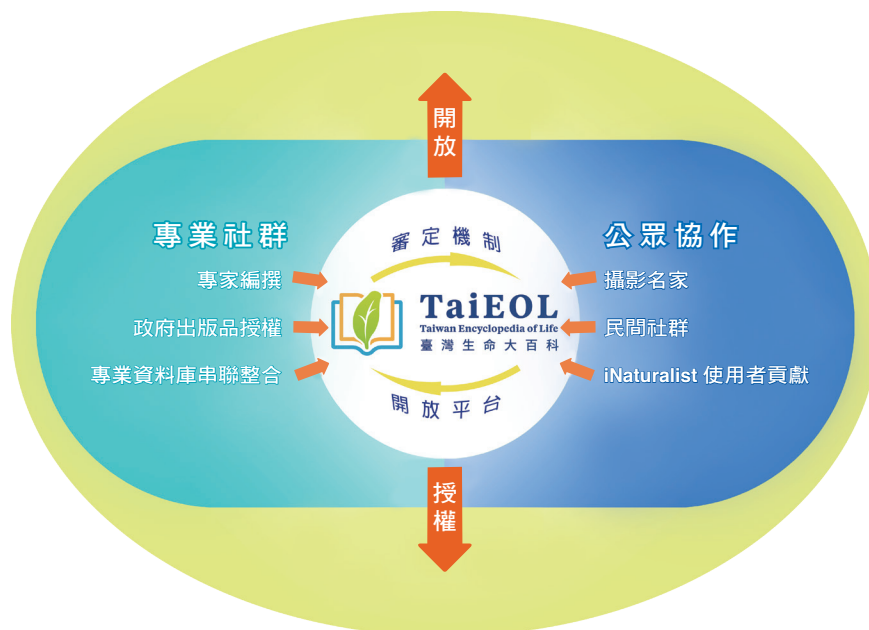 開放
專業社群
專家編撰
政府出版品授權
專業資料庫串聯整合
審定機制
TaiEOL
Taiwan Encyclopedia of Life
臺灣生命大百科
開放平台
公眾協作
攝影名家
民間社群
iNaturalist 使用者貢獻
授權